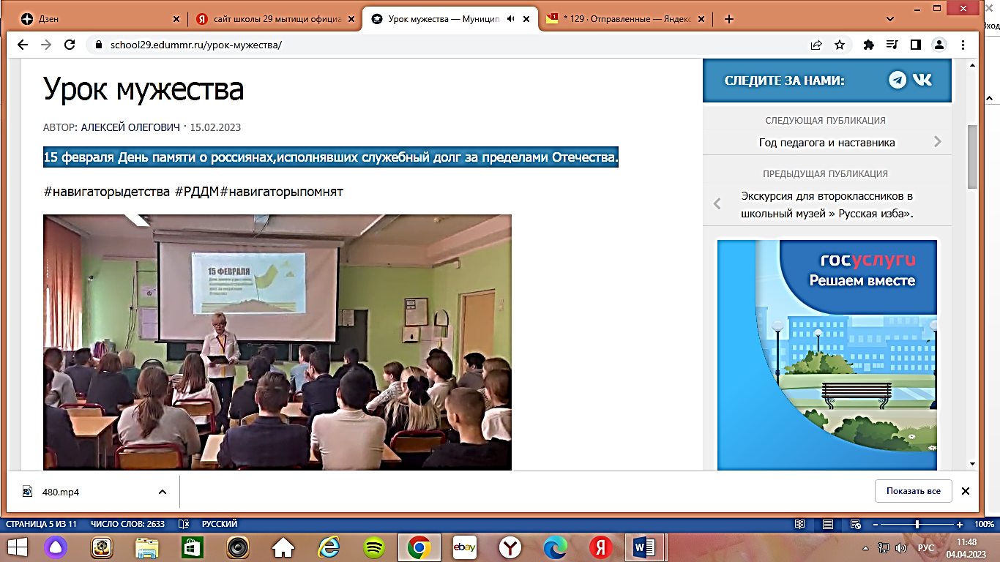 Дзен
сайт школы 29 мытищи официа
Урок мужества — Муницип
* 129 · Отправленные — Яндекс
school29.edummr.ru/урок-мужества/
Вход
Урок мужества
АВТОР: АЛЕКСЕЙ ОЛЕГОВИЧ · 15.02.2023
15 февраля День памяти о россиянах,исполнявших служебный долг за пределами Отечества.
#навигаторыдетства #РДДМ#навигаторыпомнят
15 ФЕВРАЛЯ
СЛЕДИТЕ ЗА НАМИ:
СЛЕДУЮЩАЯ ПУБЛИКАЦИЯ
Год педагога и наставника
ПРЕДЫДУЩАЯ ПУБЛИКАЦИЯ
Экскурсия для второклассников в
школьный музей » Русская изба».
госуслуги
Решаем вместе
480.mp4
Показать все
СТРАНИЦА 5 ИЗ 11 ЧИСЛО СЛОВ: 2633 РУССКИЙ
100%
ebay
РУС
11:48
04.04.2023